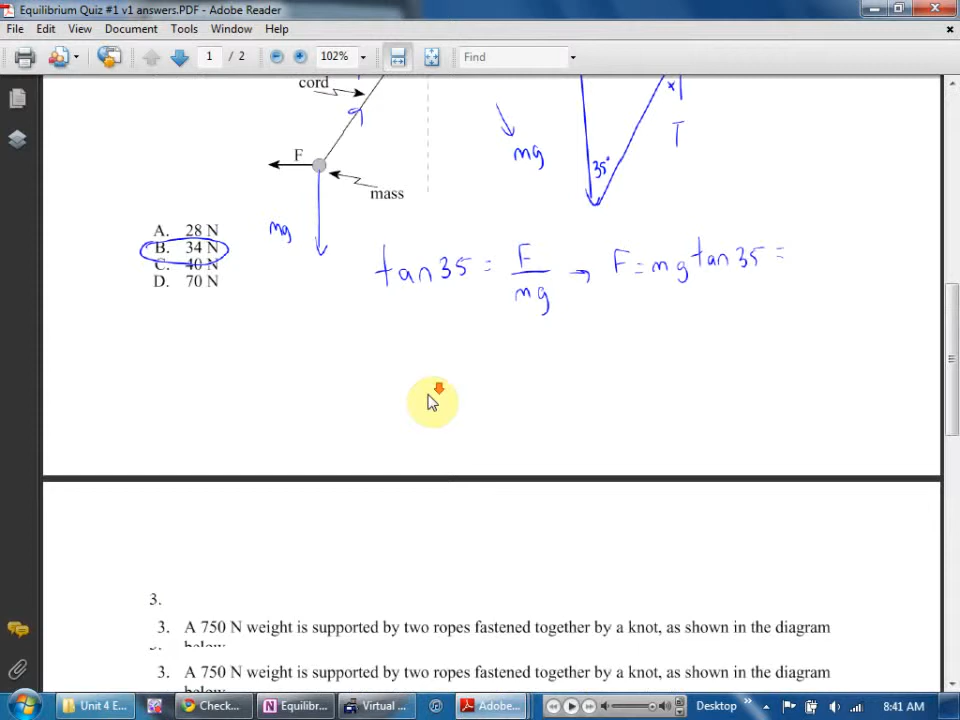 Equilibrium Quiz #1 v1 answers.PDF - Adobe Reader
File Edit View Document Tools Window Help
1 / 2 102% Find
cord
T
mg
35°
F
mass
mg
A. 28 N
B. 34 N
C. 40 N
D. 70 N
tan 35 = F/mg → F = mg tan 35 =
3.
3. A 750 N weight is supported by two ropes fastened together by a knot, as shown in the diagram
below
3. A 750 N weight is supported by two ropes fastened together by a knot, as shown in the diagram
below
Unit 4 E... Check... Equilibri... Virtual ... Adobe... Desktop 8:41 AM